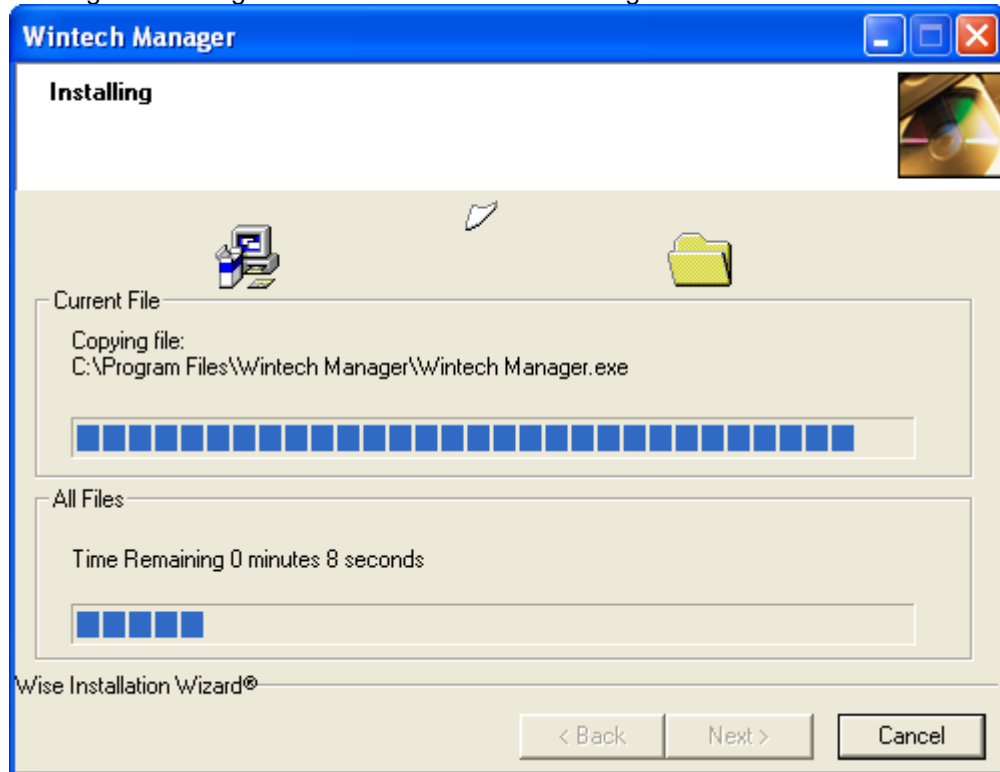 Wintech Manager
Installing
Current File
Copying file:
C:\Program Files\Wintech Manager\Wintech Manager.exe
All Files
Time Remaining 0 minutes 8 seconds
Wise Installation Wizard®
< Back Next > Cancel